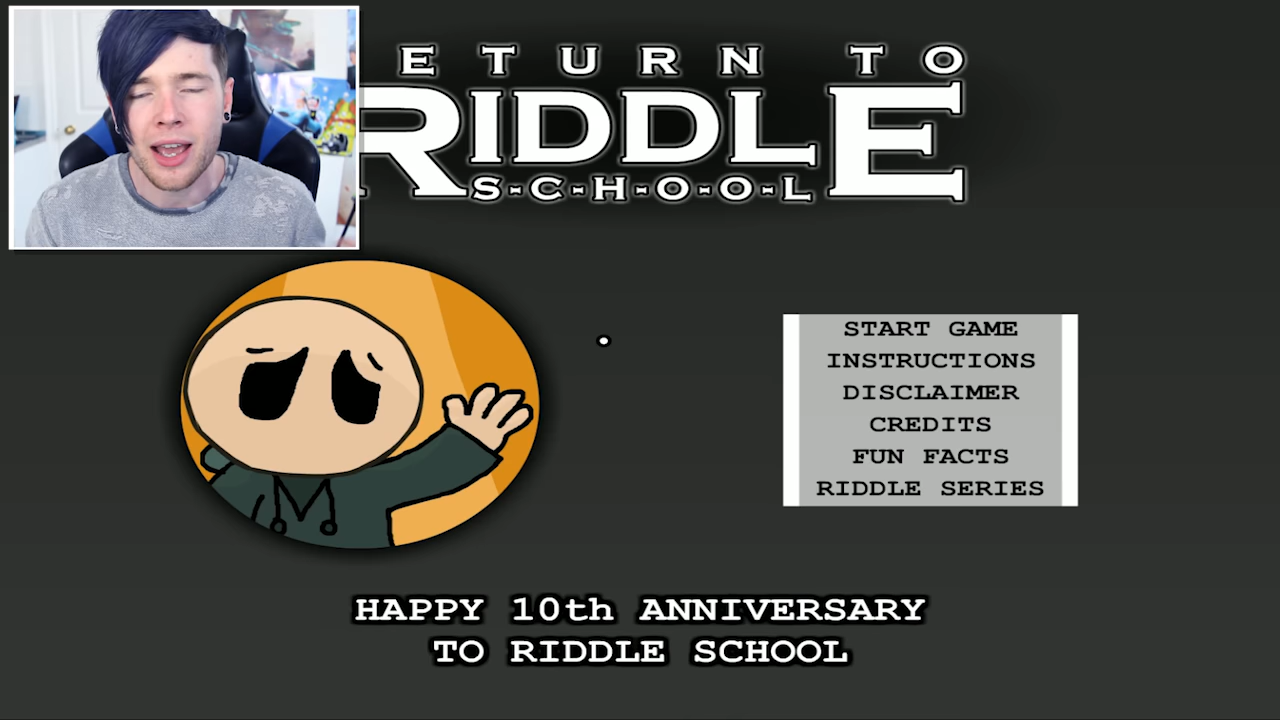 ETURN TO
RIDDLE
S-C-H-O-O-L
START GAME
INSTRUCTIONS
DISCLAIMER
CREDITS
FUN FACTS
RIDDLE SERIES
HAPPY 10th ANNIVERSARY
TO RIDDLE SCHOOL